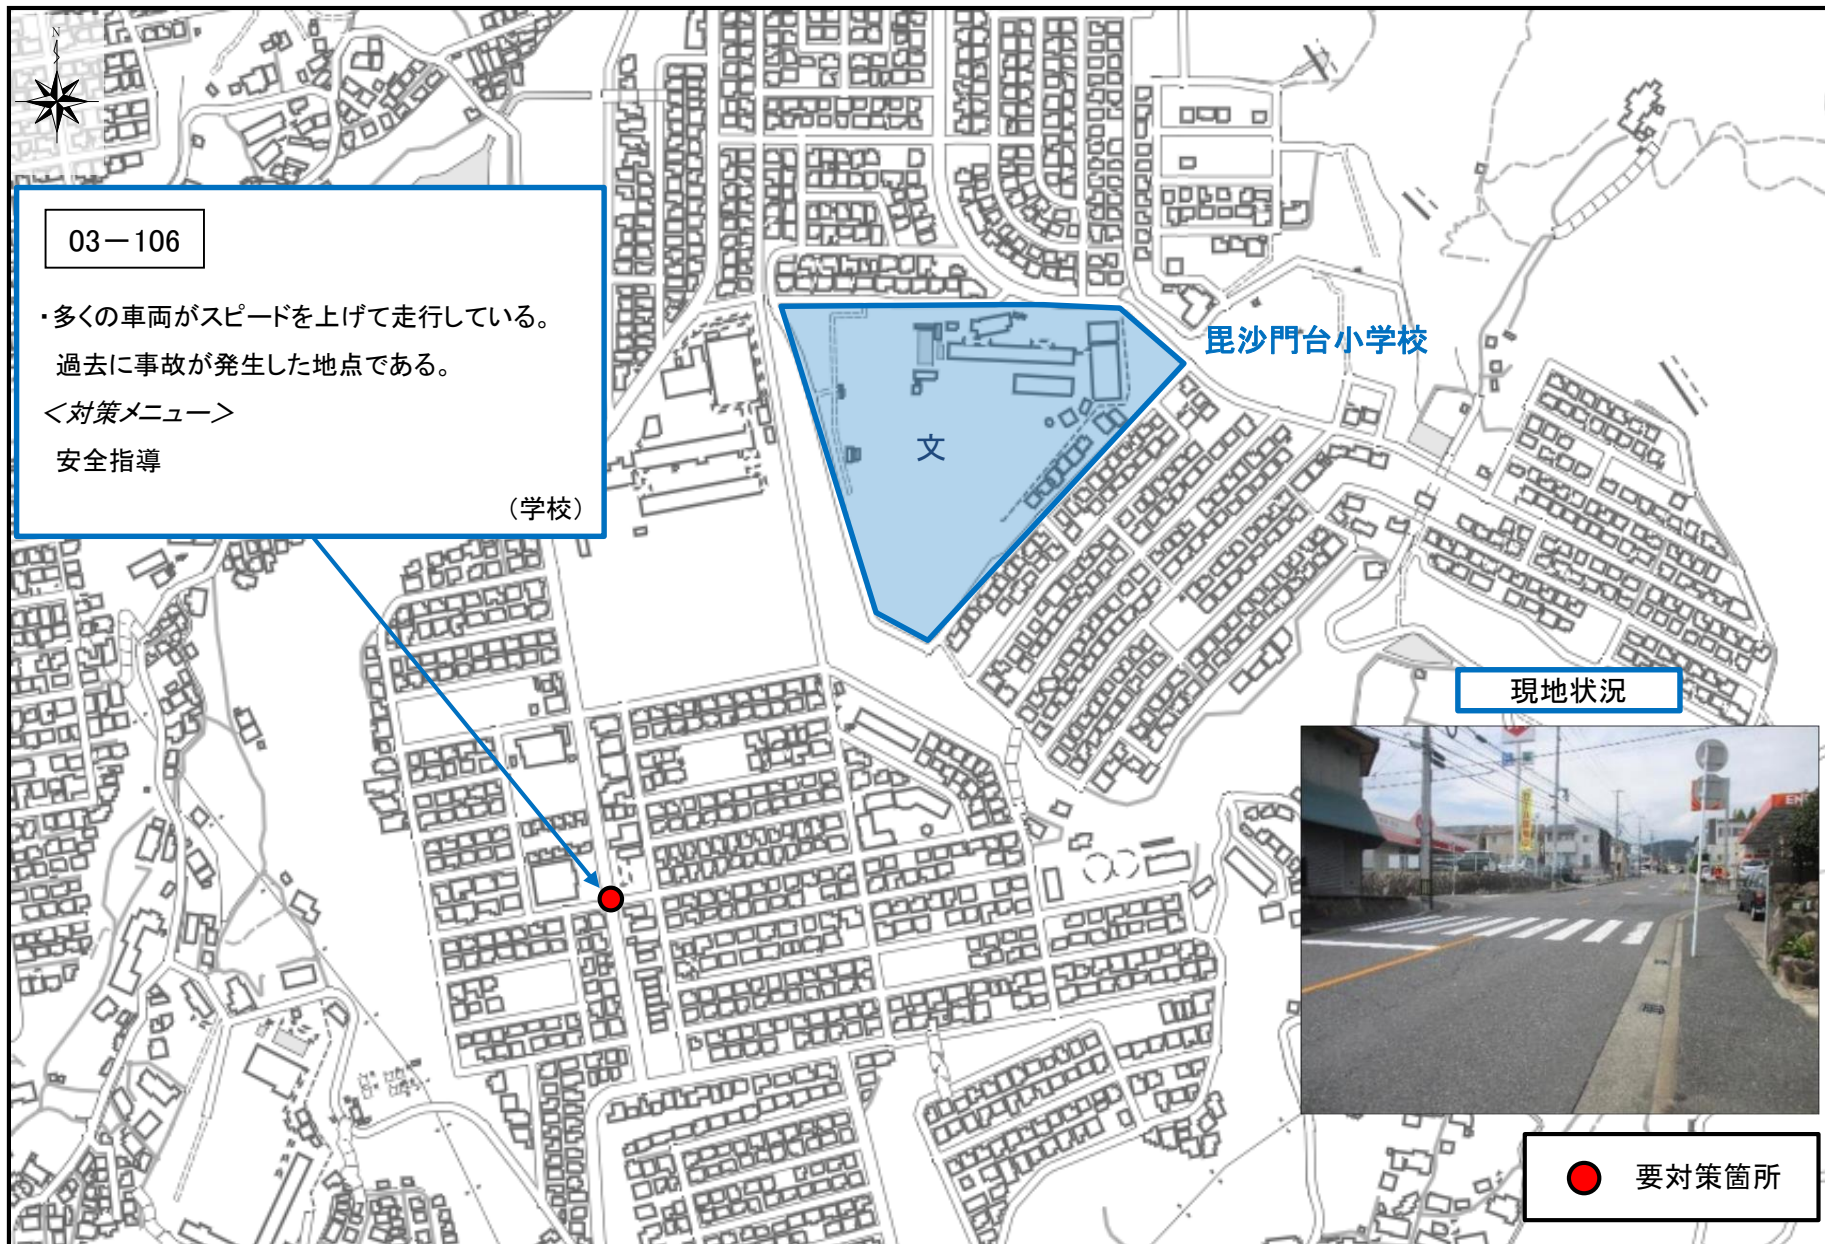 N
03－106
・多くの車両がスピードを上げて走行している。
過去に事故が発生した地点である。
＜対策メニュー＞
安全指導
（学校）
毘沙門台小学校
文
現地状況
要対策箇所